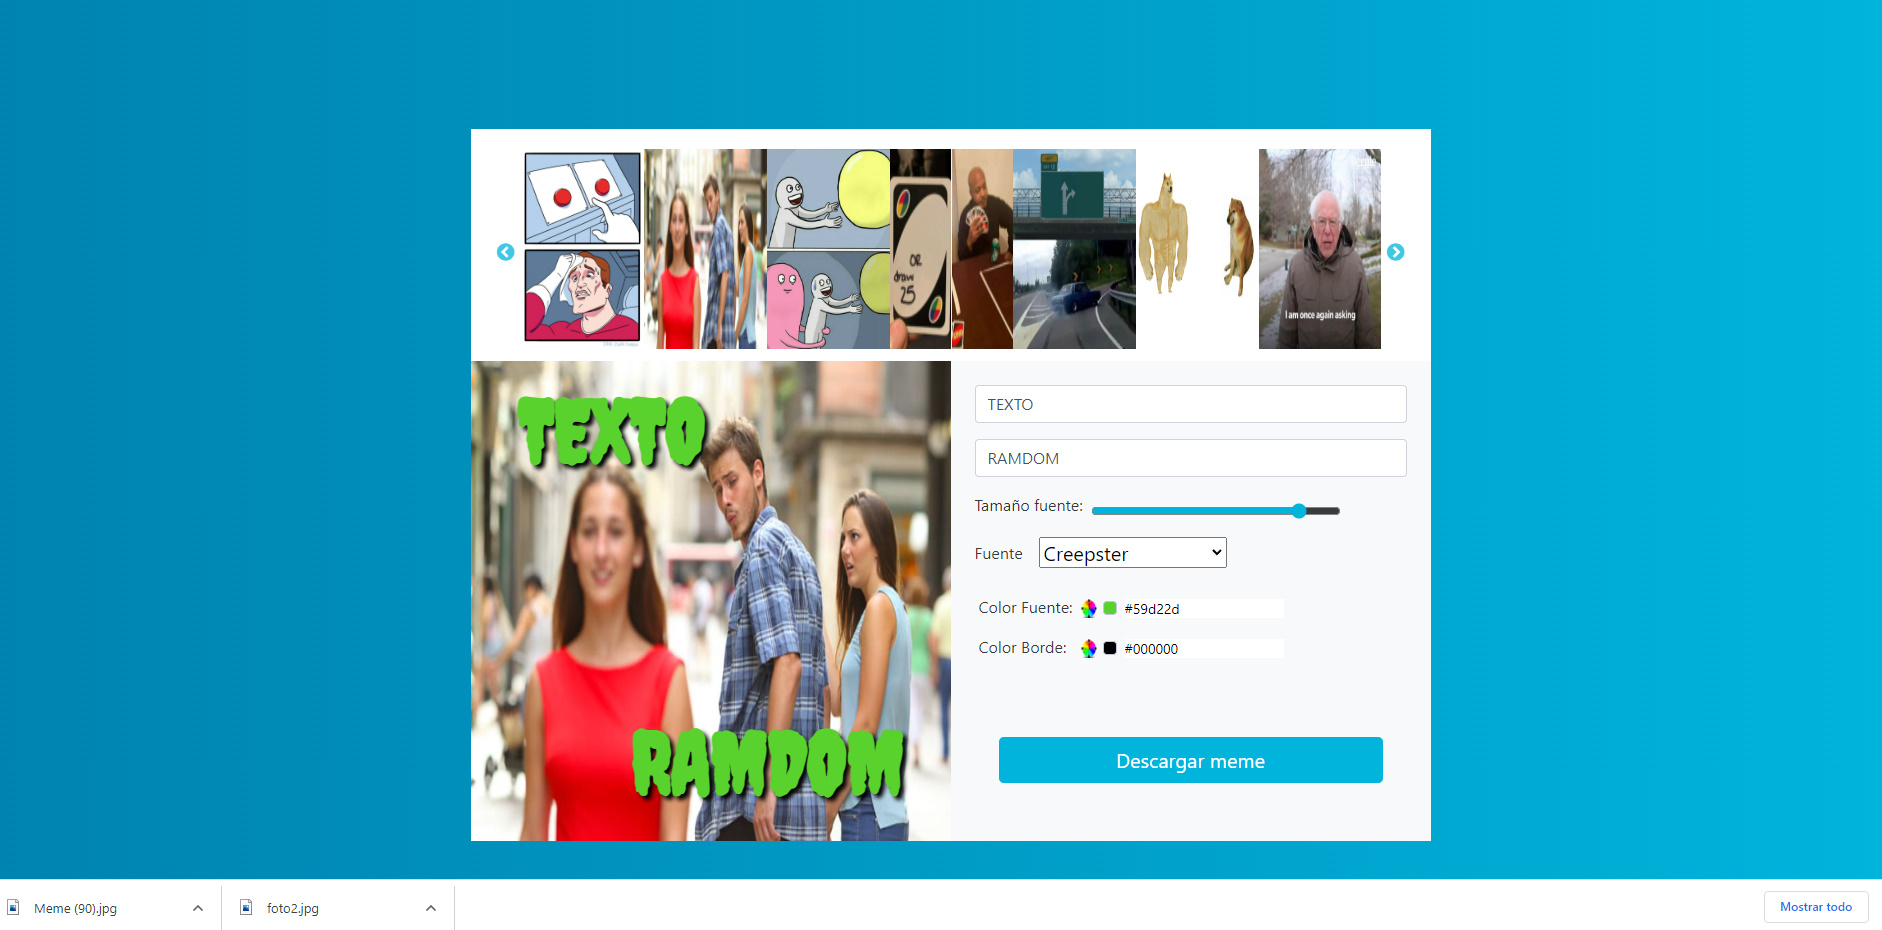 OR
draw
25
I am once again asking
TEXTO
RAMDOM
TEXTO
RAMDOM
Tamaño fuente:
Fuente Creepster
Color Fuente: #59d22d
Color Borde: #000000
Descargar meme
Meme (90).jpg foto2.jpg Mostrar todo